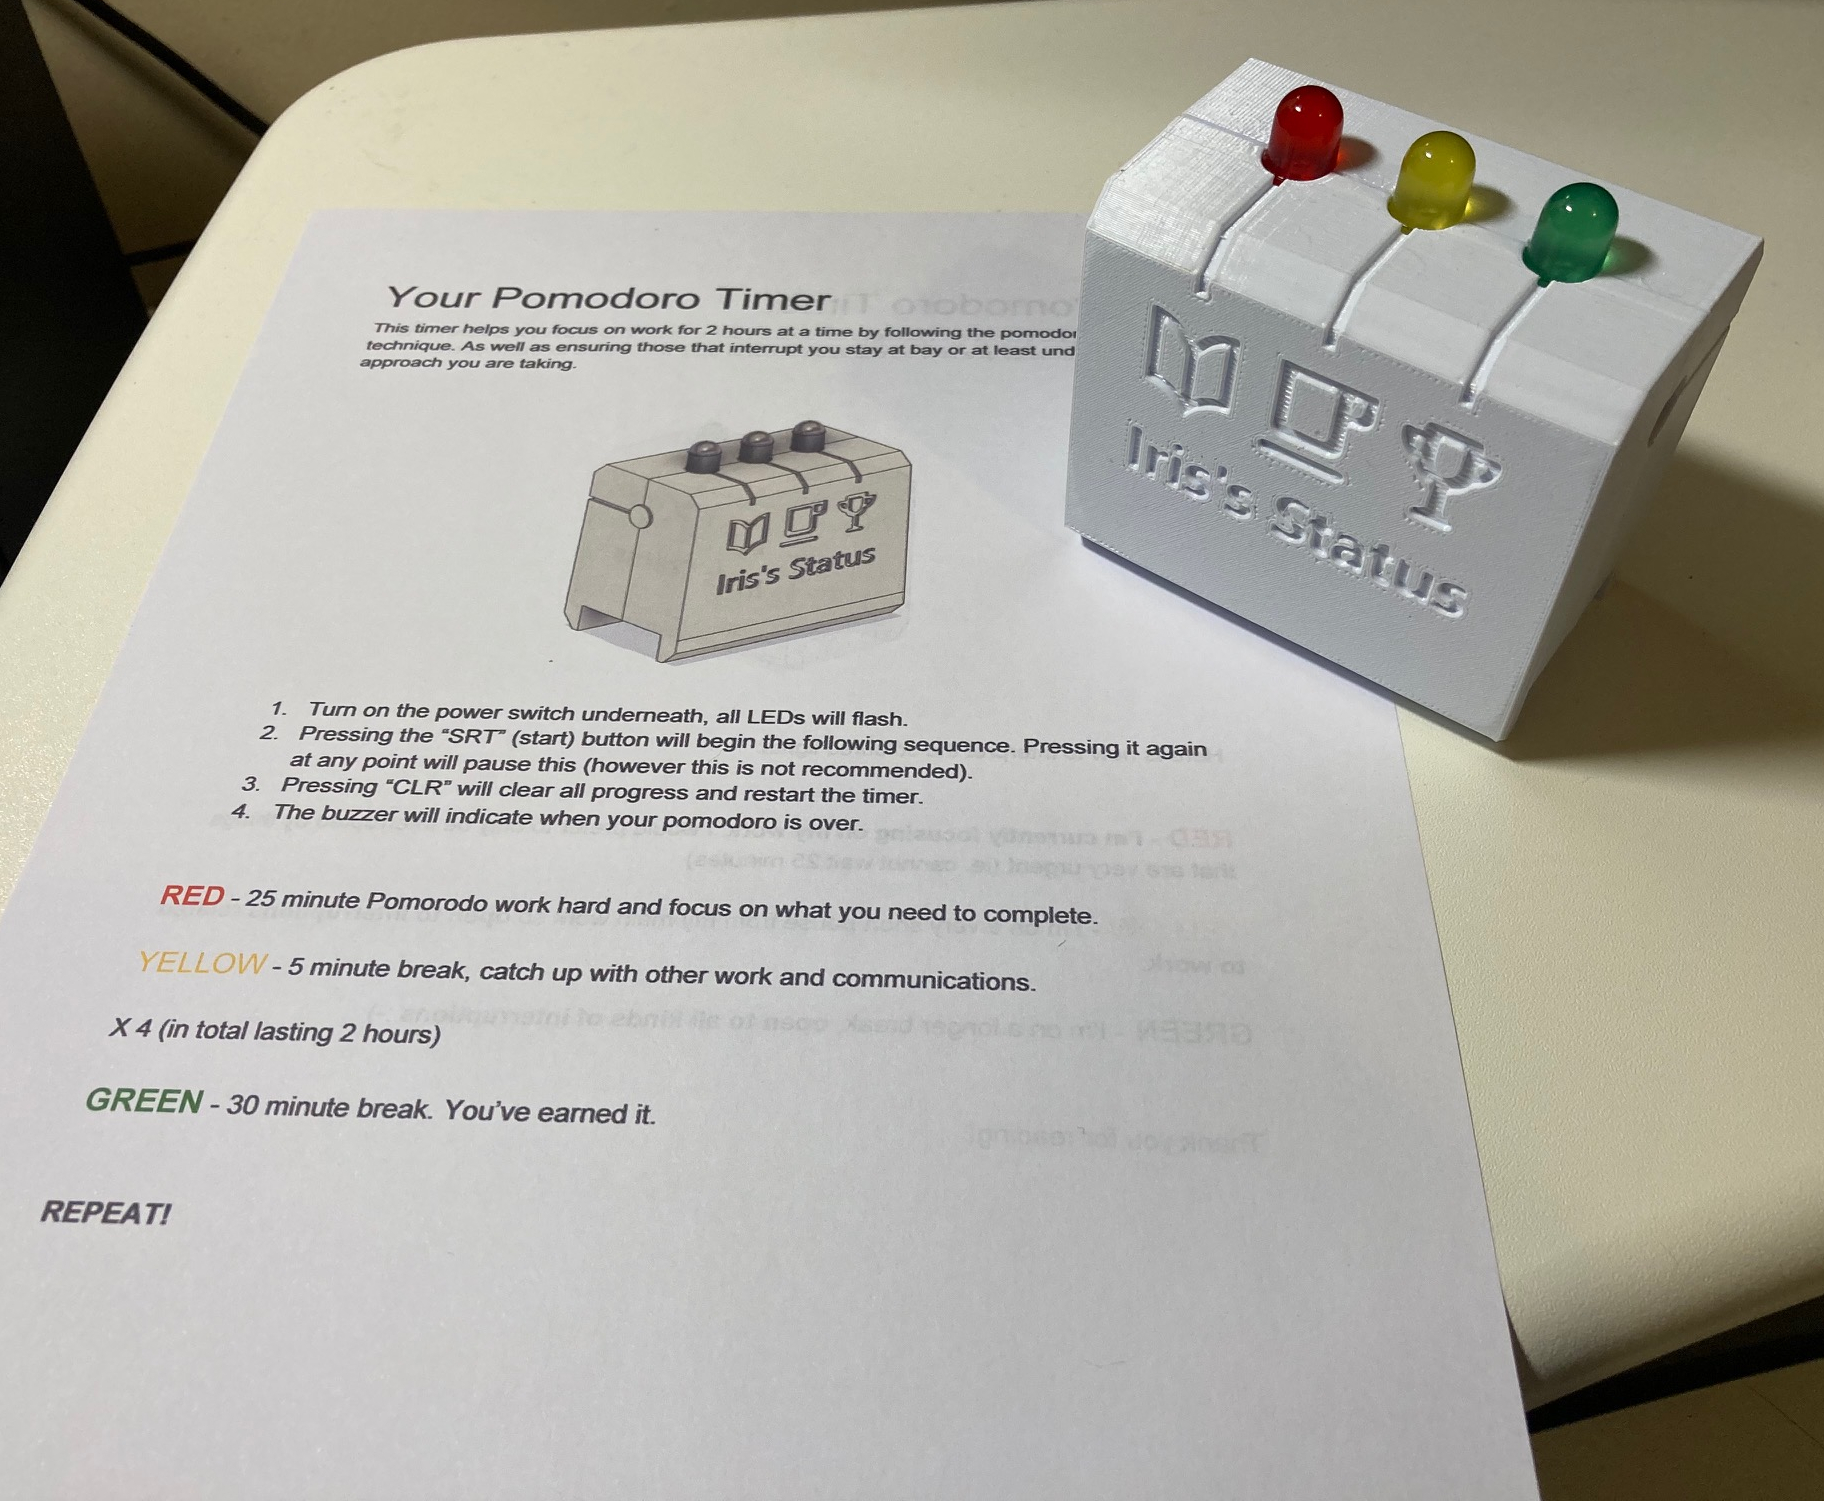 Your Pomodoro Timer
This timer helps you focus on work for 2 hours at a time by following the
technique. As well as ensuring those that interrupt you stay at bay or at least
approach you are taking.
Iris's Status
Iris's Status
1. Turn on the power switch underneath, all LEDs will flash.
2. Pressing the “SRT” (start) button will begin the following sequence. Pressing it again
at any point will pause this (however this is not recommended).
3. Pressing “CLR” will clear all progress and restart the timer.
4. The buzzer will indicate when your pomodoro is over.
RED - 25 minute Pomorodo work hard and focus on what you need to complete.
YELLOW - 5 minute break, catch up with other work and communications.
X 4 (in total lasting 2 hours)
GREEN - 30 minute break. You’ve earned it.
REPEAT!